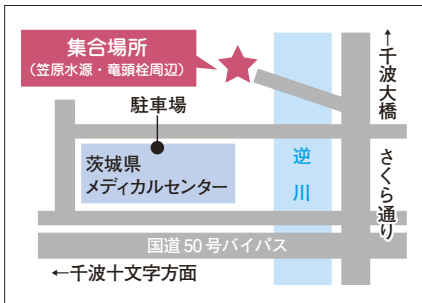 集合場所
（笠原水源・竜頭栓周辺）
↑千波大橋
駐車場
茨城県
メディカルセンター
逆川
さくら通り
国道50号バイパス
←千波十文字方面